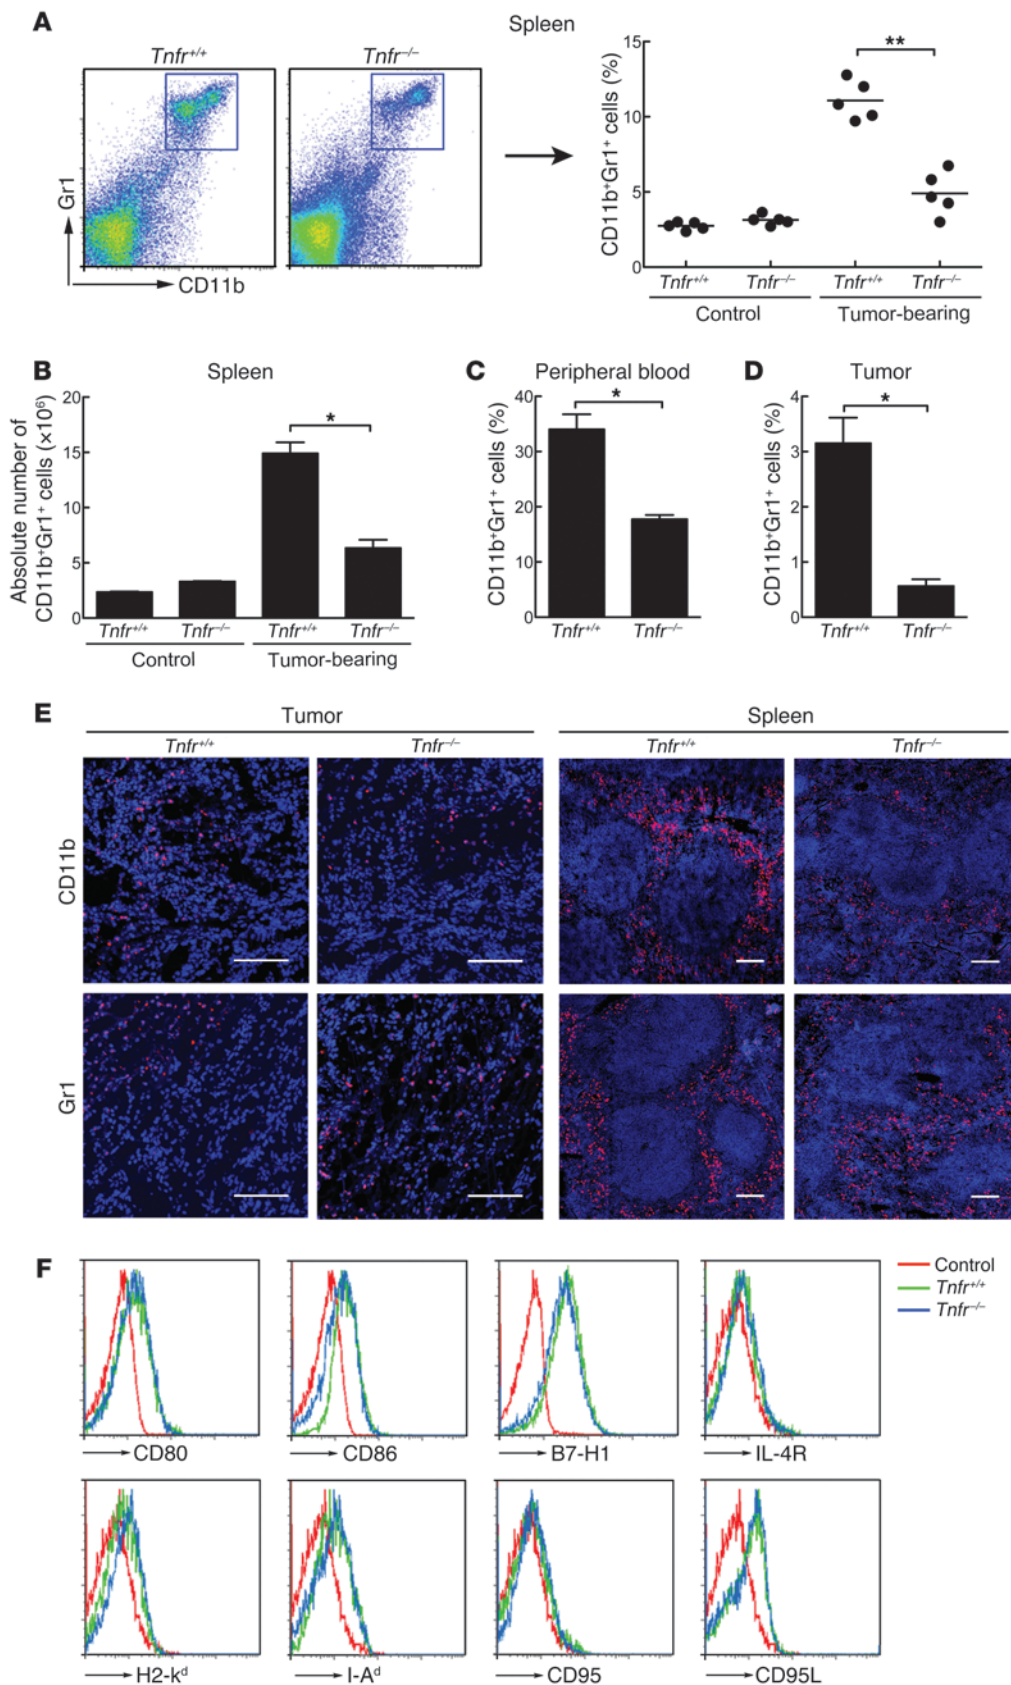 A
Spleen
Tnfr+/+
Tnfr–/–
Gr1
CD11b
CD11b+Gr1+ cells (%)
15
10
5
0
**
Tnfr+/+
Tnfr–/–
Tnfr+/+
Tnfr–/–
Control
Tumor-bearing
B
Spleen
Absolute number of
CD11b+Gr1+ cells (×10⁶)
20
15
10
5
0
*
Tnfr+/+
Tnfr–/–
Tnfr+/+
Tnfr–/–
Control
Tumor-bearing
C
Peripheral blood
CD11b+Gr1+ cells (%)
40
30
20
10
0
*
Tnfr+/+
Tnfr–/–
D
Tumor
CD11b+Gr1+ cells (%)
4
3
2
1
0
*
Tnfr+/+
Tnfr–/–
E
Tumor
Spleen
Tnfr+/+
Tnfr–/–
Tnfr+/+
Tnfr–/–
CD11b
Gr1
F
Control
Tnfr+/+
Tnfr–/–
CD80
CD86
B7-H1
IL-4R
H2-kᵈ
I-Aᵈ
CD95
CD95L